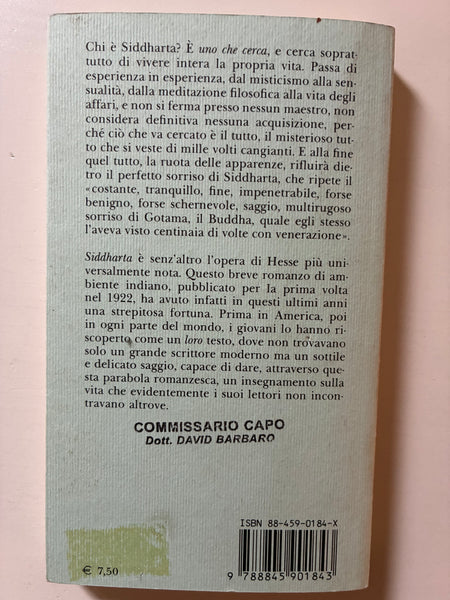 Chi è Siddharta? È uno che cerca, e cerca soprat-
tutto di vivere intera la propria vita. Passa di
esperienza in esperienza, dal misticismo alla sen-
sualità, dalla meditazione filosofica alla vita degli
affari, e non si ferma presso nessun maestro, non
considera definitiva nessuna acquisizione, per-
ché ciò che va cercato è il tutto, il misterioso tut-
to che si veste di mille volti cangianti. E alla fine
quel tutto, la ruota delle apparenze, rifluirà die-
tro il perfetto sorriso di Siddharta, che ripete il
«costante, tranquillo, fine, impenetrabile, forse
benigno, forse schernevole, saggio, multirugoso
sorriso di Gotama, il Buddha, quale egli stesso
l'aveva visto centinaia di volte con venerazione».
Siddharta è senz'altro l'opera di Hesse più uni-
versalmente nota. Questo breve romanzo di am-
biente indiano, pubblicato per la prima volta
nel 1922, ha avuto infatti in questi ultimi anni
una strepitosa fortuna. Prima in America, poi
in ogni parte del mondo, i giovani lo hanno ri-
scoperto come un loro testo, dove non trovavano
solo un grande scrittore moderno ma un sottile
e delicato saggio, capace di dare, attraverso que-
sta parabola romanzesca, un insegnamento sulla
vita che evidentemente i suoi lettori non incon-
travano altrove.
COMMISSARIO CAPO
Dott. DAVID BARBARO
ISBN 88-459-0184-X
9 788845 901843
€ 7,50